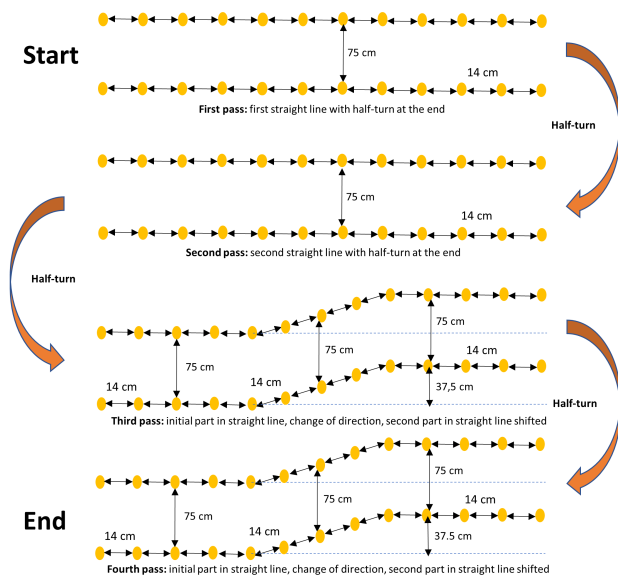 Start
75 cm
14 cm
First pass: first straight line with half-turn at the end
Half-turn
75 cm
14 cm
Second pass: second straight line with half-turn at the end
Half-turn
75 cm
75 cm
75 cm
14 cm
14 cm
14 cm
37,5 cm
Third pass: initial part in straight line, change of direction, second part in straight line shifted
Half-turn
75 cm
75 cm
75 cm
14 cm
End
14 cm
14 cm
37.5 cm
Fourth pass: initial part in straight line, change of direction, second part in straight line shifted